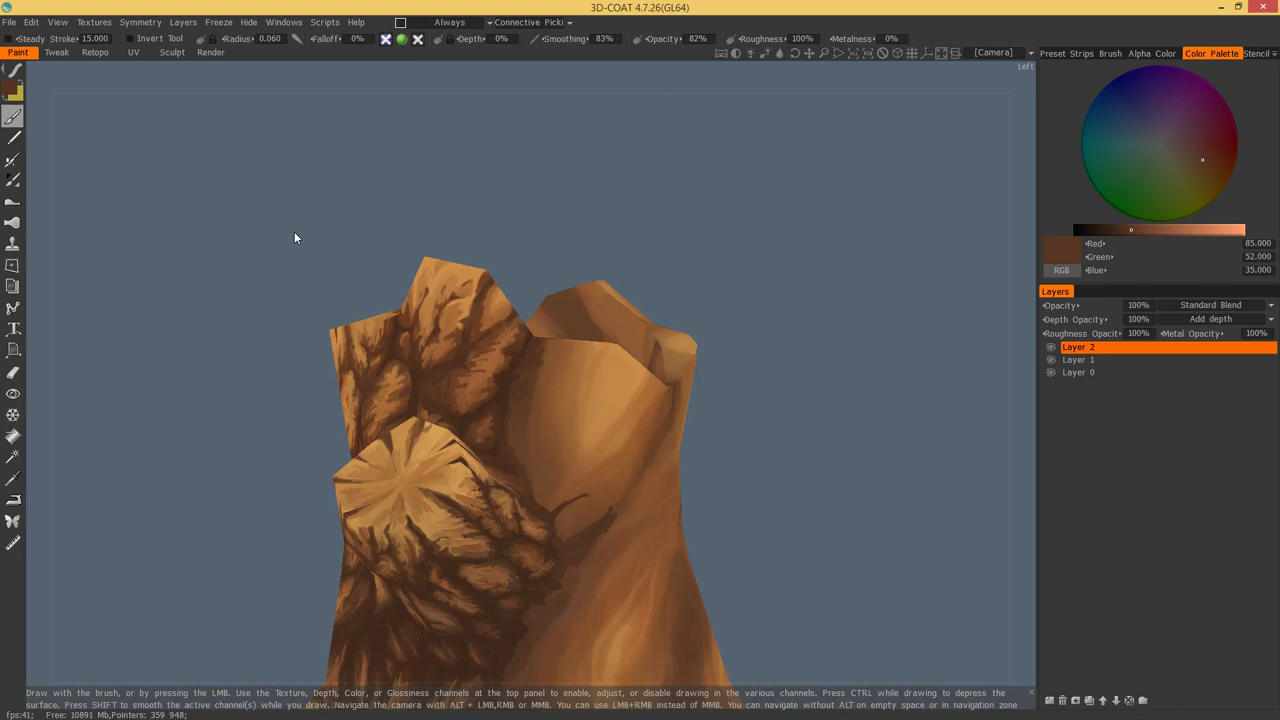 3D-COAT 4.7.26(GL64)
File Edit View Textures Symmetry Layers Freeze Hide Windows Scripts Help Always Connective Picki
Steady Stroke 15.000 Invert Tool Radius 0.060 Falloff 0% Depth 0% Smoothing 83% Opacity 82% Roughness 100% Metalness 0%
Paint Tweak Retopo UV Sculpt Render [Camera] Preset Strips Brush Alpha Color Color Palette Stencil
Left
Red 85.000
Green 52.000
RGB Blue 35.000
Layers
Opacity 100% Standard Blend
Depth Opacity 100% Add depth
Roughness Opacit 100% Metal Opacity 100%
Layer 2
Layer 1
Layer 0
Draw with the brush, or by pressing the LMB. Use the Texture, Depth, Color, or Glossiness channels at the top panel to enable, adjust, or disable drawing in the various channels. Press CTRL while drawing to depress the
surface. Press SHIFT to smooth the active channel(s) while you draw. Navigate the camera with ALT + LMB,RMB or MMB. You can use LMB+RMB instead of MMB. You can navigate without ALT on empty space or in navigation zone
fps:41; Free: 10891 Mb,Pointers: 359 948;